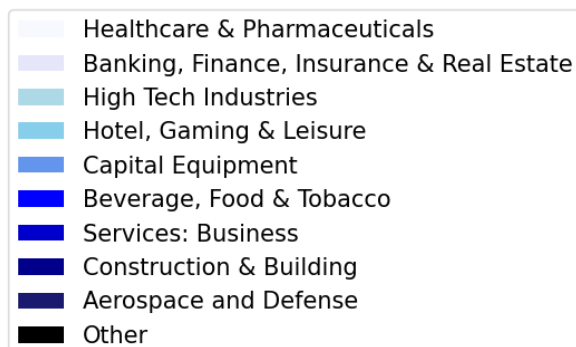 Healthcare & Pharmaceuticals
Banking, Finance, Insurance & Real Estate
High Tech Industries
Hotel, Gaming & Leisure
Capital Equipment
Beverage, Food & Tobacco
Services: Business
Construction & Building
Aerospace and Defense
Other